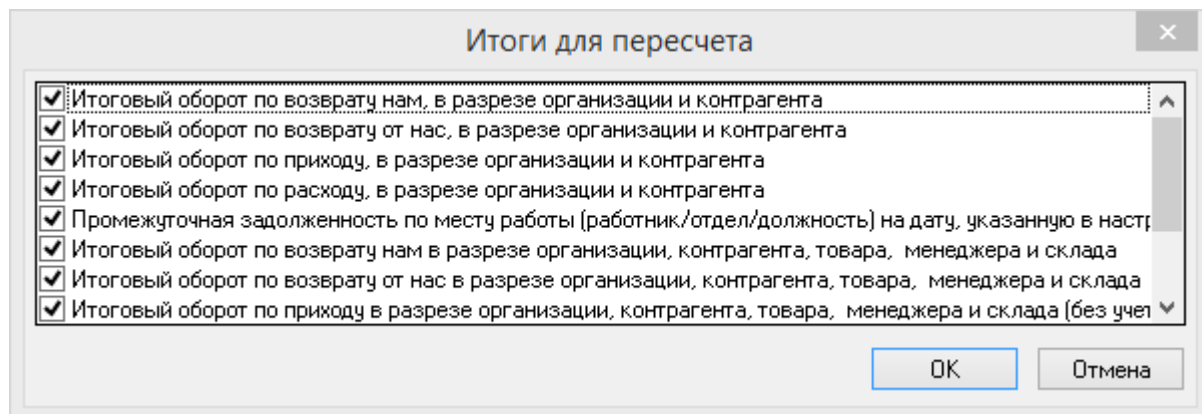 Итоги для пересчета
Итоговый оборот по возврату нам, в разрезе организации и контрагента
Итоговый оборот по возврату от нас, в разрезе организации и контрагента
Итоговый оборот по приходу, в разрезе организации и контрагента
Итоговый оборот по расходу, в разрезе организации и контрагента
Промежуточная задолженность по месту работы (работник/отдел/должность) на дату, указанную в настр
Итоговый оборот по возврату нам в разрезе организации, контрагента, товара,  менеджера и склада
Итоговый оборот по возврату от нас в разрезе организации, контрагента, товара,  менеджера и склада
Итоговый оборот по приходу в разрезе организации, контрагента, товара,  менеджера и склада (без учет
OK Отмена